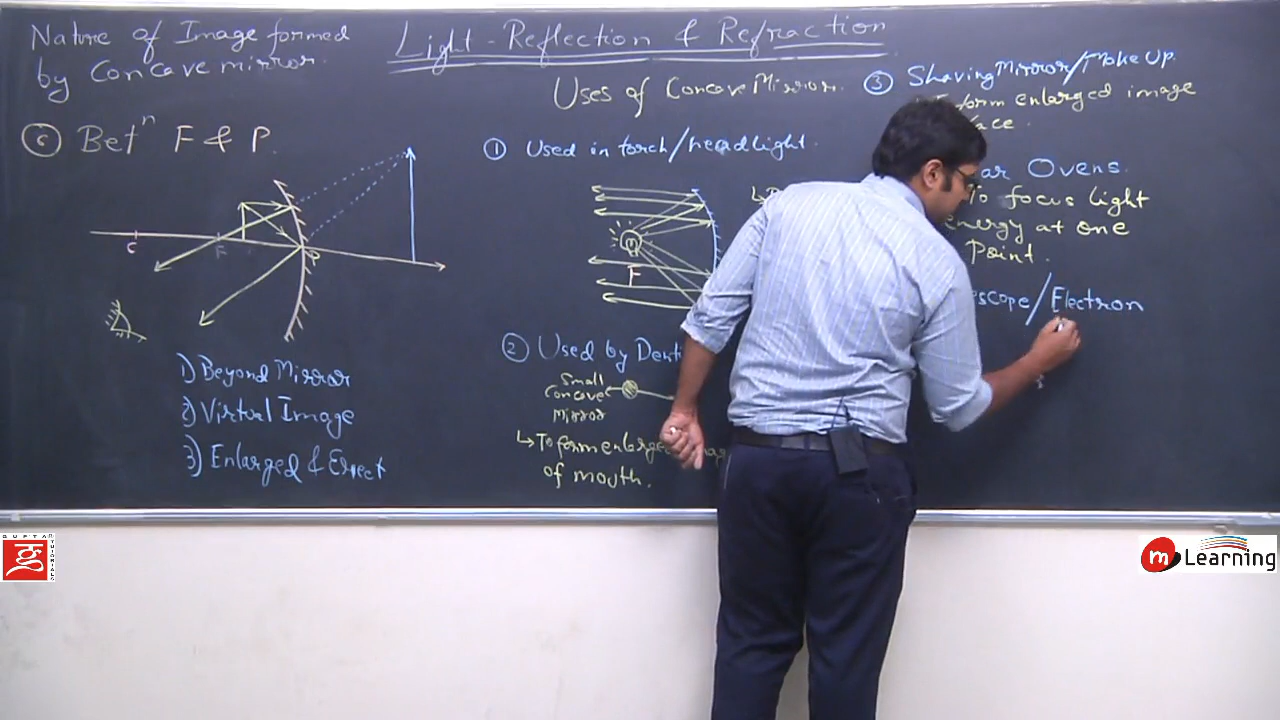 Nature of Image formed
by Concave mirror.
Light - Reflection & Refraction
Uses of Concave Mirror.
6 Betⁿ F & P.
C
F
P
1) Beyond Mirror
2) Virtual Image
3) Enlarged & Erect
① Used in torch/headlight.
F
② Used by
Small
Concave
Mirror
↳ To form enlarged
of mouth.
③ Shaving Mirror/Make Up.
form enlarged image
face.
Ovens.
To focus light
energy at one
Point.
/Electron
GUPTA
TUTORIALS
m Learning